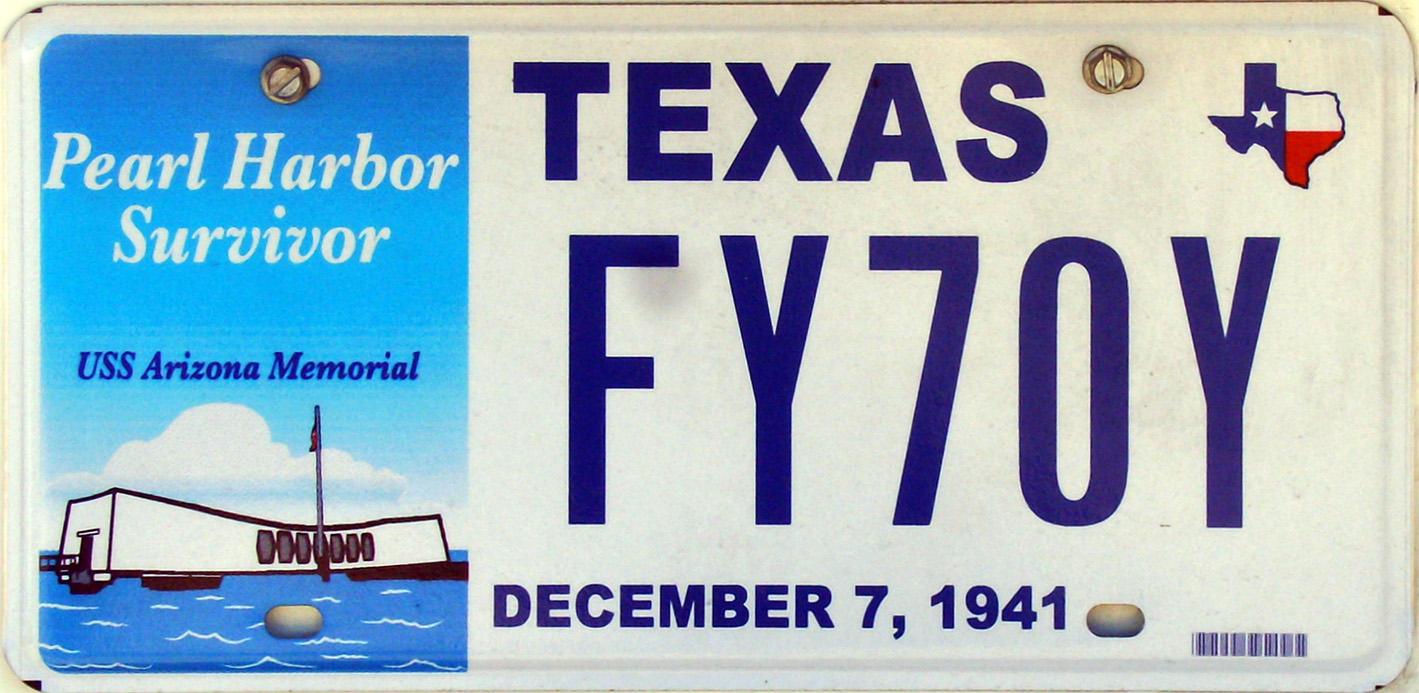 Pearl Harbor
Survivor
USS Arizona Memorial
TEXAS
FY70Y
DECEMBER 7, 1941